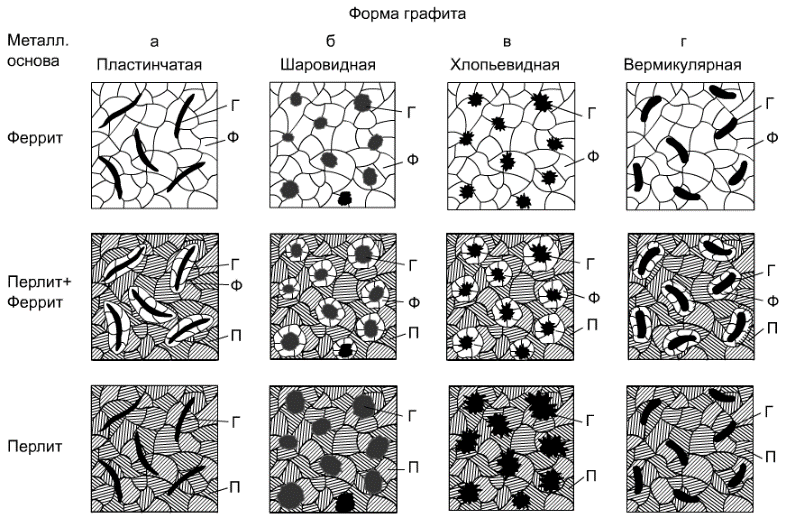 Форма графита
Металл. основа
а б в г
Пластинчатая Шаровидная Хлопьевидная Вермикулярная
Феррит
Г Ф Г Ф Г Ф Г Ф
Перлит+ Феррит
Г Ф П Г Ф П Г Ф П Г Ф П
Перлит
Г П Г П Г П Г П